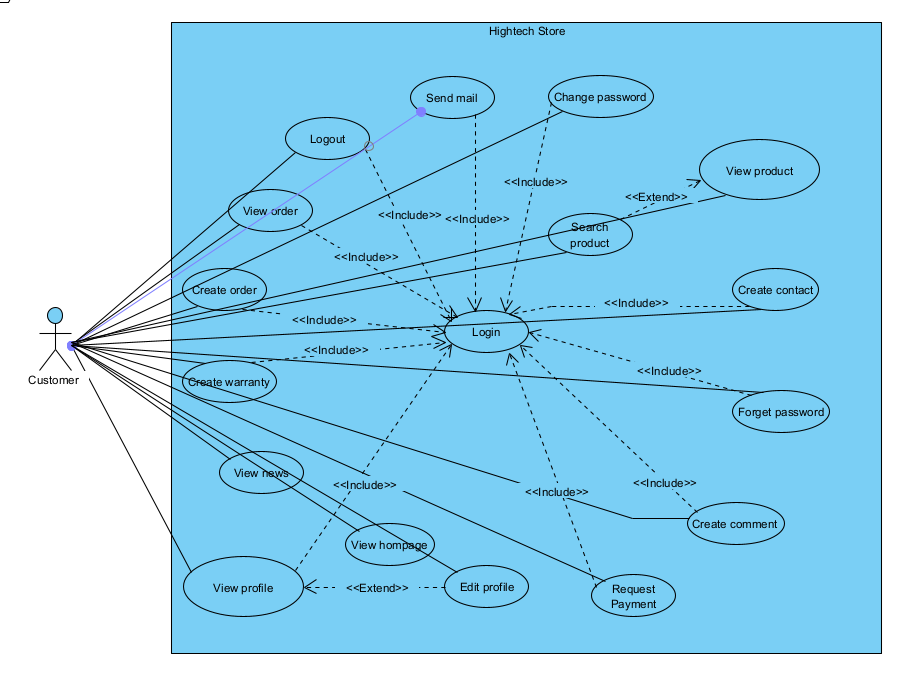 Hightech Store
Send mail
Change password
Logout
View product
<<Include>>
<<Extend>>
View order
<<Include>>
<<Include>>
Search
product
<<Include>>
Create order
Create contact
<<Include>>
<<Include>>
Login
<<Include>>
Customer
Create warranty
<<Include>>
Forget password
View news
<<Include>>
<<Include>>
<<Include>>
Create comment
View hompage
View profile
<<Extend>>
Edit profile
Request
Payment